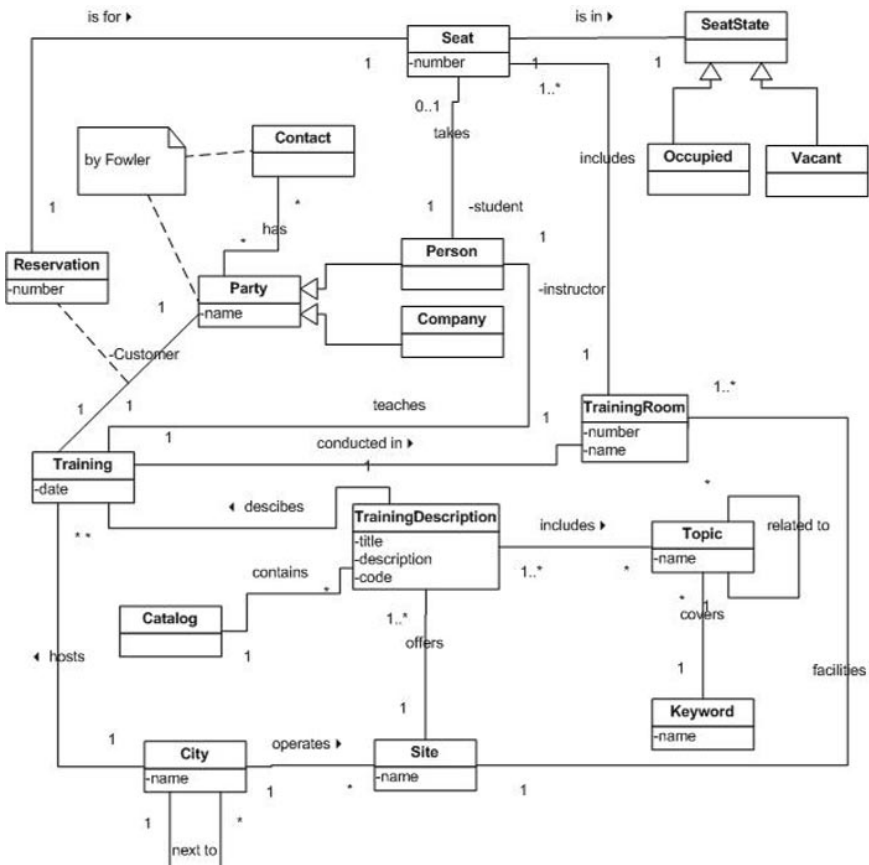 is for ▸
is in ▸
Seat
-number
SeatState
1
1
1
1..*
0..1
takes
includes
Occupied
Vacant
by Fowler
Contact
*
has
*
1
1
-student
1
Reservation
-number
Party
-name
Person
-instructor
Company
1
-Customer
1
1..*
1
1
teaches
1
1
TrainingRoom
-number
-name
conducted in ▸
1
Training
-date
◂ descibes
TrainingDescription
-title
-description
-code
includes ▸
1..*
*
*
Topic
-name
related to
* *
contains
*
Catalog
1
1..*
offers
*
1
covers
◂ hosts
1
1
facilities
Keyword
-name
1
City
-name
operates ▸
1
*
Site
-name
1
1
*
next to